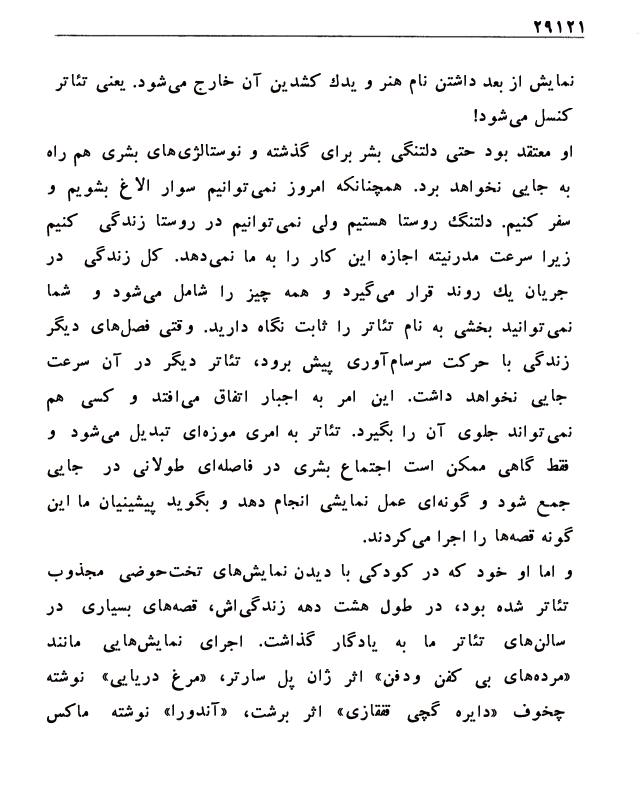 ۲۹۱۲۱
نمایش از بعد داشتن نام هنر و یدك کشدین آن خارج می‌شود. یعنی تئاتر
کنسل می‌شود!
او معتقد بود حتی دلتنگی بشر برای گذشته و نوستالژی‌های بشری هم راه
به جایی نخواهد برد. همچنانکه امروز نمی‌توانیم سوار الاغ بشویم و
سفر کنیم. دلتنگ روستا هستیم ولی نمی‌توانیم در روستا زندگی کنیم
زیرا سرعت مدرنیته اجازه این کار را به ما نمی‌دهد. کل زندگی در
جریان یك روند قرار می‌گیرد و همه چیز را شامل می‌شود و شما
نمی‌توانید بخشی به نام تئاتر را ثابت نگاه دارید. وقتی فصل‌های دیگر
زندگی با حرکت سرسام‌آوری پیش برود، تئاتر دیگر در آن سرعت
جایی نخواهد داشت. این امر به اجبار اتفاق می‌افتد و کسی هم
نمی‌تواند جلوی آن را بگیرد. تئاتر به امری موزه‌ای تبدیل می‌شود و
فقط گاهی ممکن است اجتماع بشری در فاصله‌ای طولانی در جایی
جمع شود و گونه‌ای عمل نمایشی انجام دهد و بگوید پیشینیان ما این
گونه قصه‌ها را اجرا می‌کردند.
و اما او خود که در کودکی با دیدن نمایش‌های تخت‌حوضی مجذوب
تئاتر شده بود، در طول هشت دهه زندگی‌اش، قصه‌های بسیاری در
سالن‌های تئاتر ما به یادگار گذاشت. اجرای نمایش‌هایی مانند
«مرده‌های بی کفن ودفن» اثر ژان پل سارتر، «مرغ دریایی» نوشته
چخوف «دایره گچی قفقازی» اثر برشت، «آندورا» نوشته ماکس